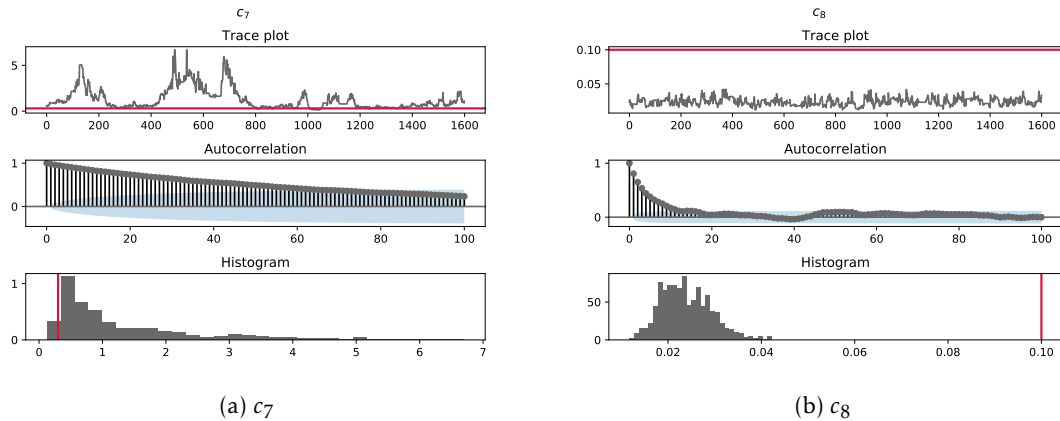 c7
Trace plot
5
0
0 200 400 600 800 1000 1200 1400 1600
Autocorrelation
1
0
0 20 40 60 80 100
Histogram
1
0
0 1 2 3 4 5 6 7
(a) c7
c8
Trace plot
0.10
0.05
0 200 400 600 800 1000 1200 1400 1600
Autocorrelation
1
0
0 20 40 60 80 100
Histogram
50
0
0.02 0.04 0.06 0.08 0.10
(b) c8